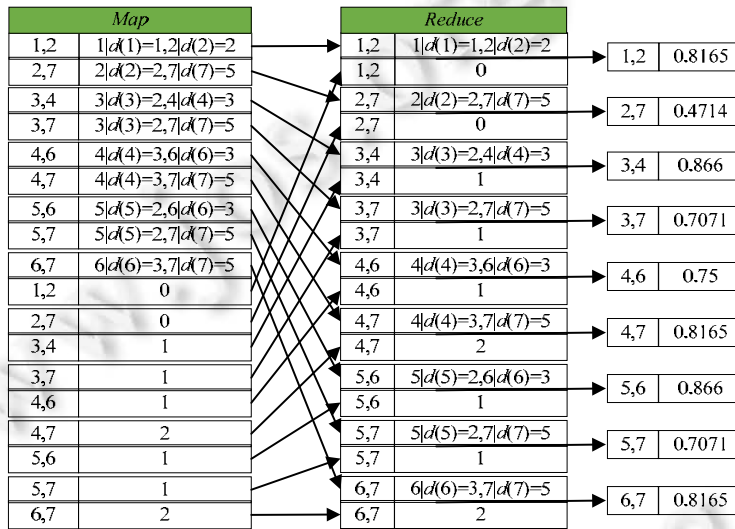 Map
1,2 1|d(1)=1,2|d(2)=2
2,7 2|d(2)=2,7|d(7)=5
3,4 3|d(3)=2,4|d(4)=3
3,7 3|d(3)=2,7|d(7)=5
4,6 4|d(4)=3,6|d(6)=3
4,7 4|d(4)=3,7|d(7)=5
5,6 5|d(5)=2,6|d(6)=3
5,7 5|d(5)=2,7|d(7)=5
6,7 6|d(6)=3,7|d(7)=5
1,2 0
2,7 0
3,4 1
3,7 1
4,6 1
4,7 2
5,6 1
5,7 1
6,7 2
Reduce
1,2 1|d(1)=1,2|d(2)=2
1,2 0
2,7 2|d(2)=2,7|d(7)=5
2,7 0
3,4 3|d(3)=2,4|d(4)=3
3,4 1
3,7 3|d(3)=2,7|d(7)=5
3,7 1
4,6 4|d(4)=3,6|d(6)=3
4,6 1
4,7 4|d(4)=3,7|d(7)=5
4,7 2
5,6 5|d(5)=2,6|d(6)=3
5,6 1
5,7 5|d(5)=2,7|d(7)=5
5,7 1
6,7 6|d(6)=3,7|d(7)=5
6,7 2
1,2 0.8165
2,7 0.4714
3,4 0.866
3,7 0.7071
4,6 0.75
4,7 0.8165
5,6 0.866
5,7 0.7071
6,7 0.8165